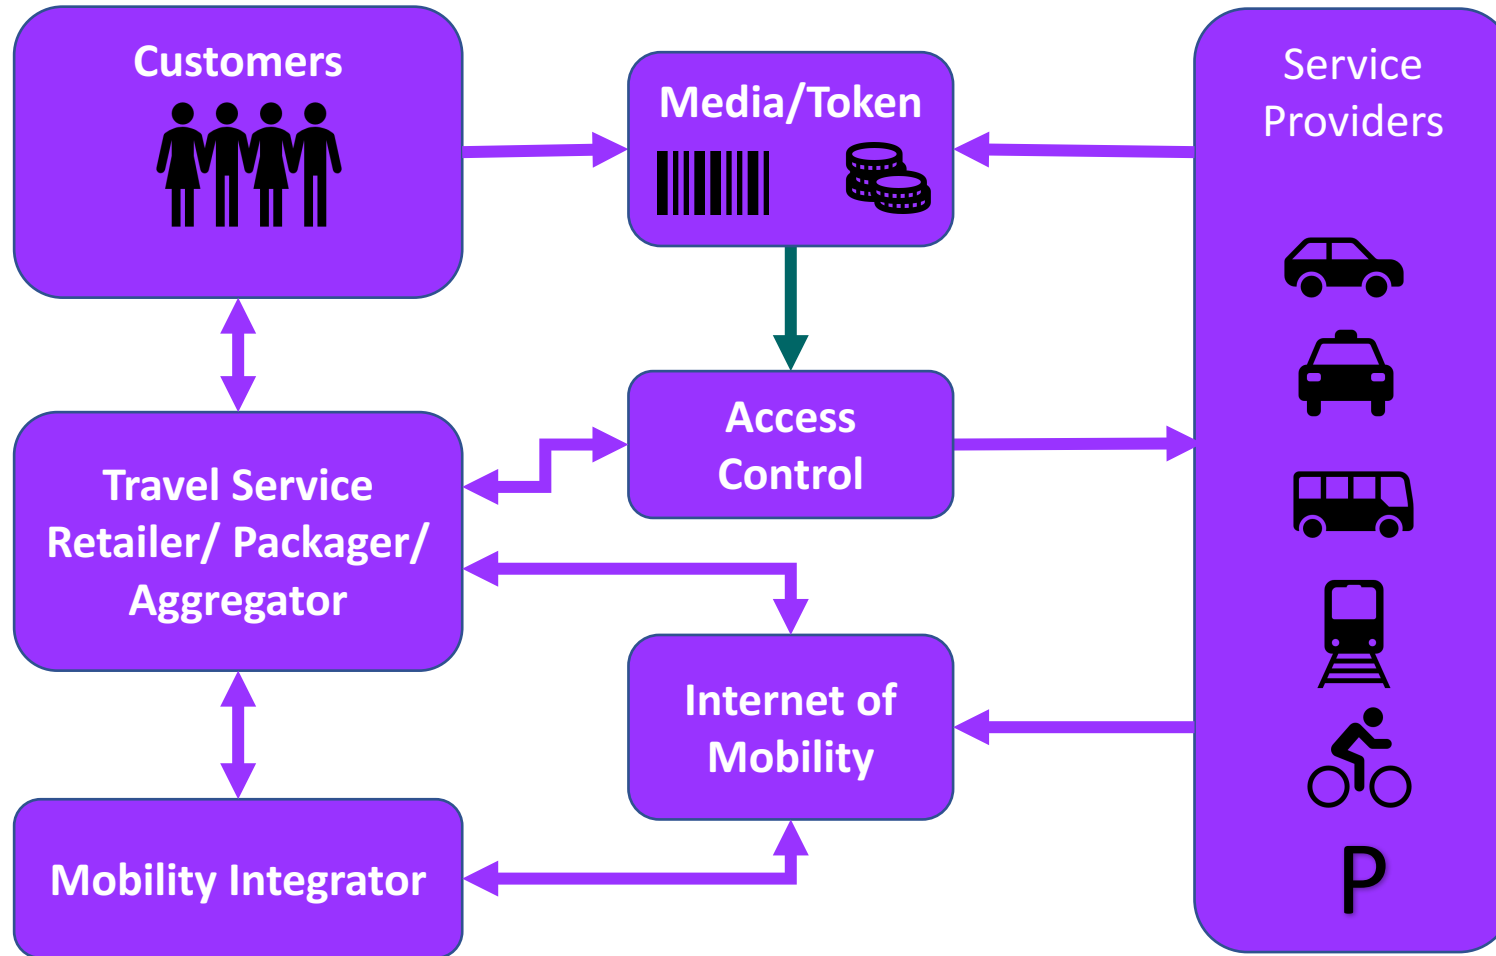 Customers
Media/Token
Service
Providers
Access
Control
Travel Service
Retailer/ Packager/
Aggregator
Internet of
Mobility
Mobility Integrator
P